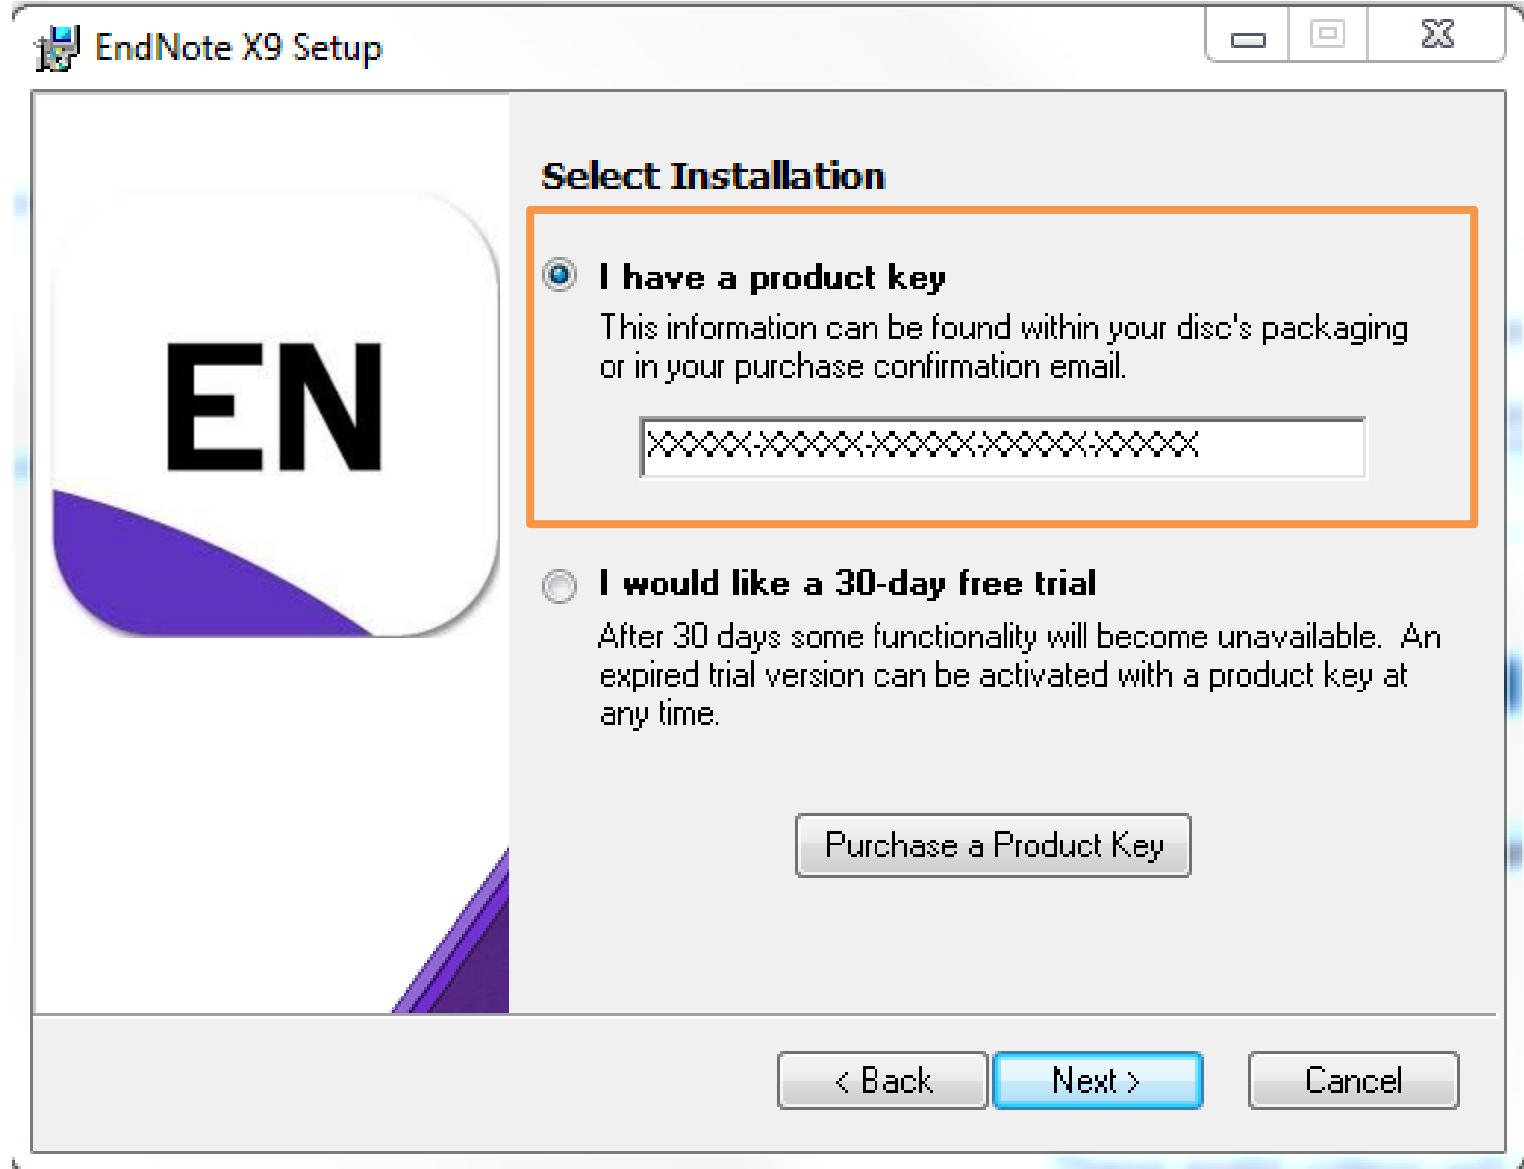 EndNote X9 Setup
EN
Select Installation
I have a product key
This information can be found within your disc's packaging
or in your purchase confirmation email.
XXXXX-XXXXX-XXXXX-XXXXX-XXXXX
I would like a 30-day free trial
After 30 days some functionality will become unavailable.  An
expired trial version can be activated with a product key at
any time.
Purchase a Product Key
< Back
Next >
Cancel